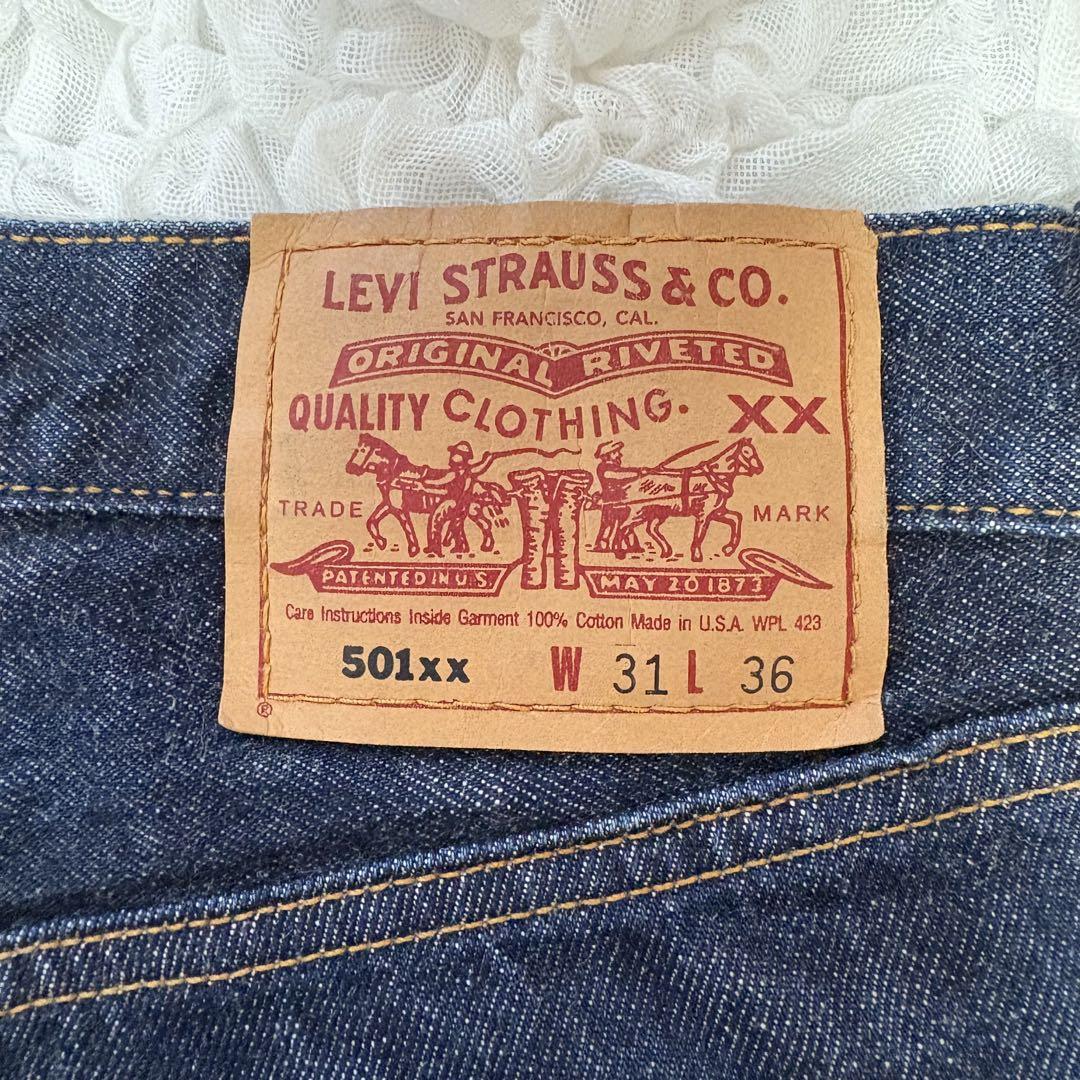 LEVI STRAUSS & CO.
SAN FRANCISCO, CAL.
ORIGINAL RIVETED
QUALITY CLOTHING. XX
TRADE MARK
PATENTED IN U.S. MAY 20 1873
Care Instructions Inside Garment 100% Cotton Made in U.S.A. WPL 423
501xx W 31 L 36
®